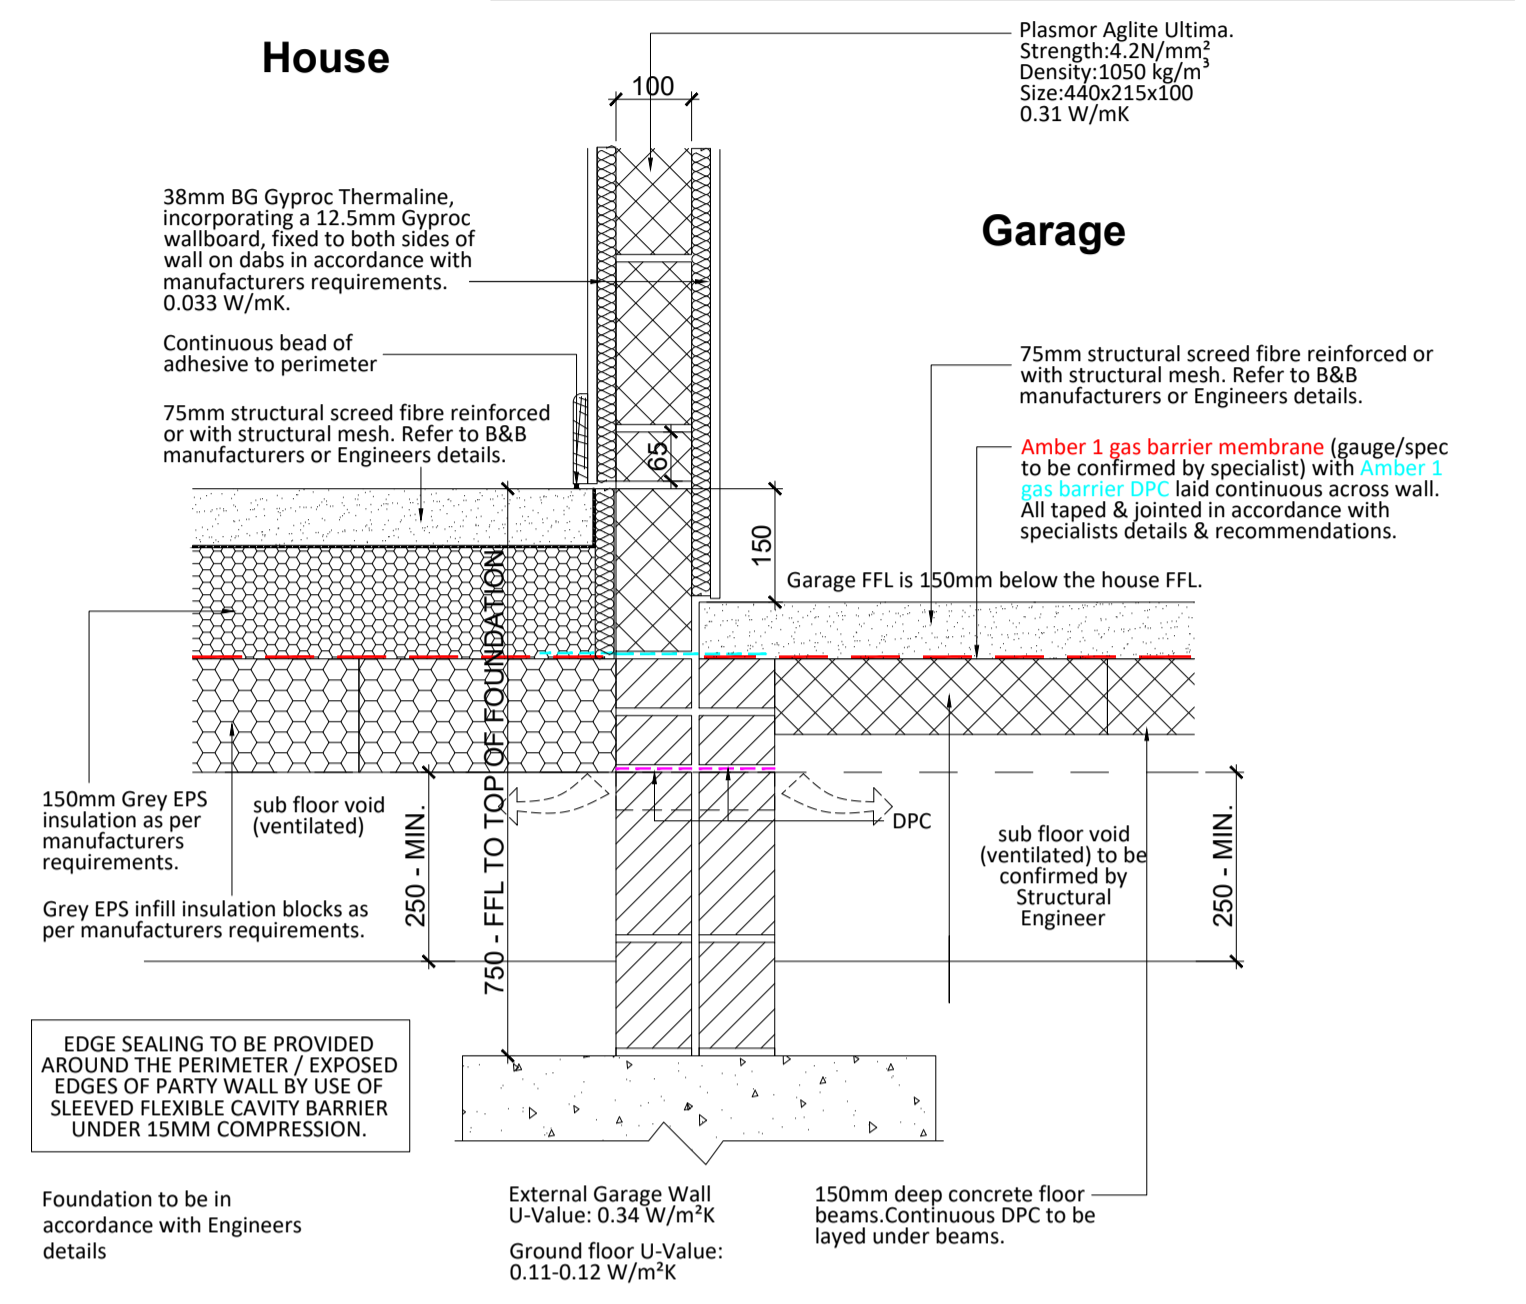 House
Plasmor Aglite Ultima.
Strength:4.2N/mm²
Density:1050 kg/m³
Size:440x215x100
0.31 W/mK
100
38mm BG Gyproc Thermaline,
incorporating a 12.5mm Gyproc
wallboard, fixed to both sides of
wall on dabs in accordance with
manufacturers requirements.
0.033 W/mK.
Garage
Continuous bead of
adhesive to perimeter
75mm structural screed fibre reinforced
or with structural mesh. Refer to B&B
manufacturers or Engineers details.
75mm structural screed fibre reinforced or
with structural mesh. Refer to B&B
manufacturers or Engineers details.
65
Amber 1 gas barrier membrane (gauge/spec
to be confirmed by specialist) with Amber 1
gas barrier DPC laid continuous across wall.
All taped & jointed in accordance with
specialists details & recommendations.
150
Garage FFL is 150mm below the house FFL.
750 - FFL TO TOP OF FOUNDATION
150mm Grey EPS
insulation as per
manufacturers
requirements.
sub floor void
(ventilated)
250 - MIN.
DPC
sub floor void
(ventilated) to be
confirmed by
Structural
Engineer
250 - MIN.
Grey EPS infill insulation blocks as
per manufacturers requirements.
EDGE SEALING TO BE PROVIDED
AROUND THE PERIMETER / EXPOSED
EDGES OF PARTY WALL BY USE OF
SLEEVED FLEXIBLE CAVITY BARRIER
UNDER 15MM COMPRESSION.
Foundation to be in
accordance with Engineers
details
External Garage Wall
U-Value: 0.34 W/m²K
Ground floor U-Value:
0.11-0.12 W/m²K
150mm deep concrete floor
beams.Continuous DPC to be
layed under beams.